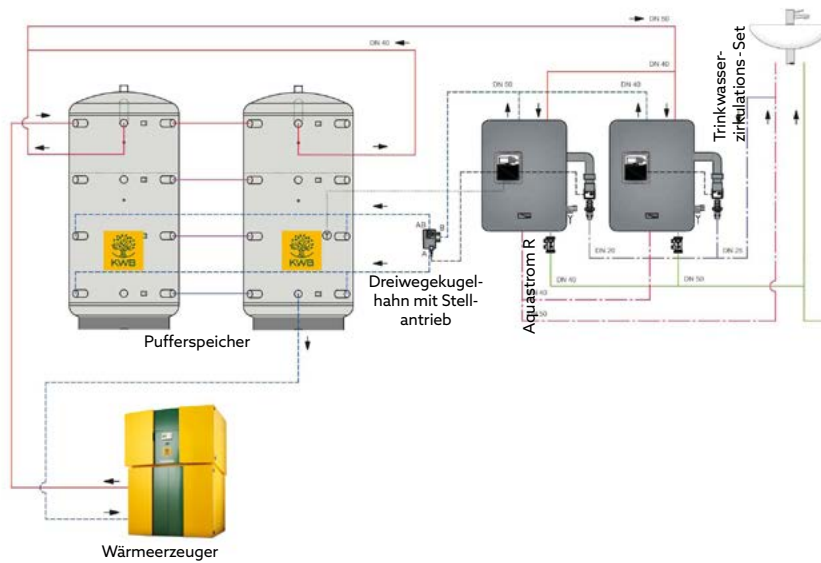 DN 50
DN 40
DN 40
DN 50
DN 40
Trinkwasser-
zirkulations - Set
KWB
KWB
AB
B
A
T
Dreiwegekugel-
hahn mit Stell-
antrieb
Pufferspeicher
Aquastrom R
DN 20
DN 25
DN 40
DN 50
Wärmeerzeuger